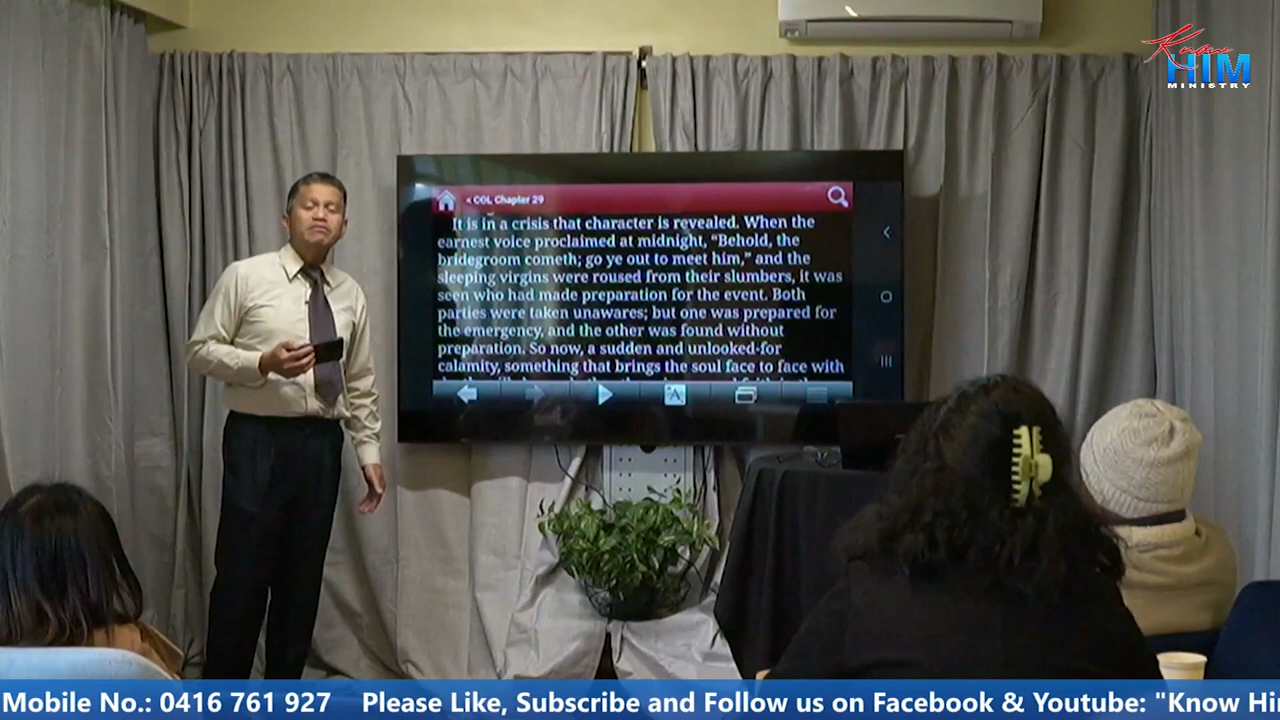 Know
HIM
MINISTRY
< COL Chapter 29
It is in a crisis that character is revealed. When the
earnest voice proclaimed at midnight, "Behold, the
bridegroom cometh; go ye out to meet him," and the
sleeping virgins were roused from their slumbers, it was
seen who had made preparation for the event. Both
parties were taken unawares; but one was prepared for
the emergency, and the other was found without
preparation. So now, a sudden and unlooked-for
calamity, something that brings the soul face to face with
A
Mobile No.: 0416 761 927 Please Like, Subscribe and Follow us on Facebook & Youtube: "Know Hi